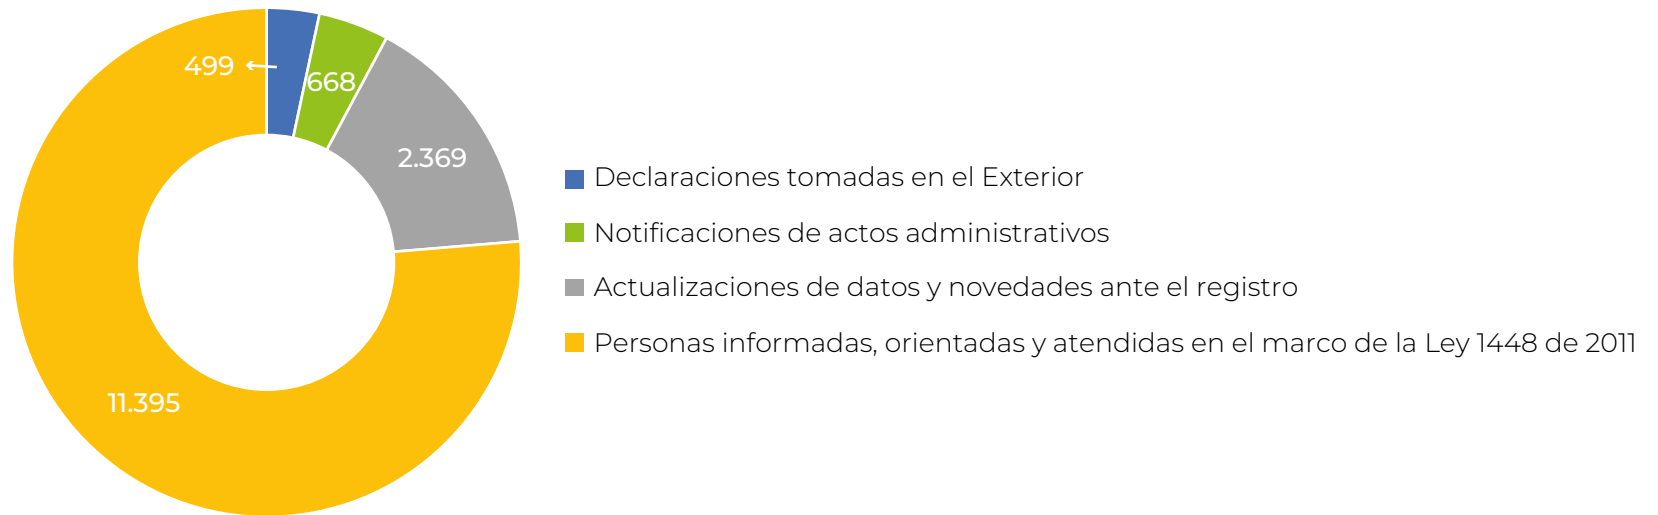 499
668
2.369
11.395
Declaraciones tomadas en el Exterior
Notificaciones de actos administrativos
Actualizaciones de datos y novedades ante el registro
Personas informadas, orientadas y atendidas en el marco de la Ley 1448 de 2011